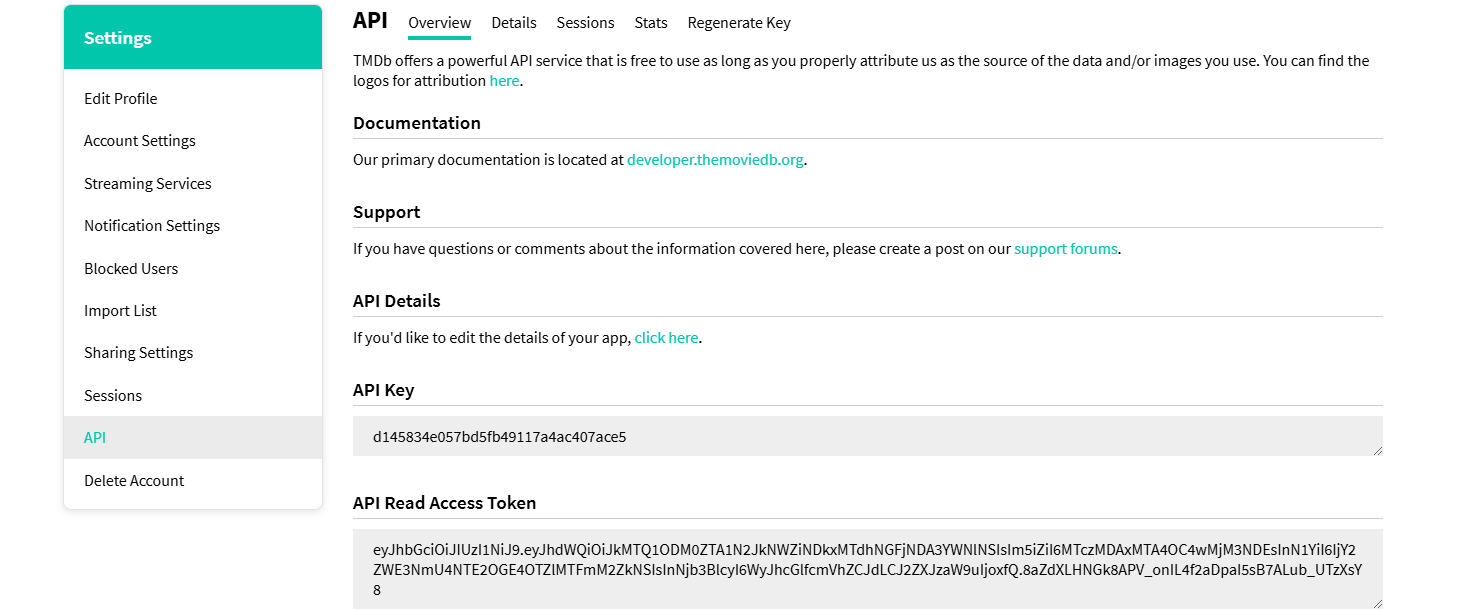 Settings
Edit Profile
Account Settings
Streaming Services
Notification Settings
Blocked Users
Import List
Sharing Settings
Sessions
API
Delete Account
API Overview Details Sessions Stats Regenerate Key
TMDb offers a powerful API service that is free to use as long as you properly attribute us as the source of the data and/or images you use. You can find the
logos for attribution here.
Documentation
Our primary documentation is located at developer.themoviedb.org.
Support
If you have questions or comments about the information covered here, please create a post on our support forums.
API Details
If you'd like to edit the details of your app, click here.
API Key
d145834e057bd5fb49117a4ac407ace5
API Read Access Token
eyJhbGciOiJIUzI1NiJ9.eyJhdWQiOiJkMTQ1ODM0ZTA1N2JkNWZiNDkxMTdhNGFjNDA3YWNlNSIsIm5iZiI6MTczMDAxMTA4OC4wMjM3NDEsInN1YiI6IjY2
ZWE3NmU4NTE2OGE4OTZlMTFmM2ZkNSIsInNjb3BlcyI6WyJhcGlfcmVhZCJdLCJ2ZXJzaW9uIjoxfQ.8aZdXLHNGk8APV_onIL4f2aDpaI5sB7ALub_UTzXsY
8